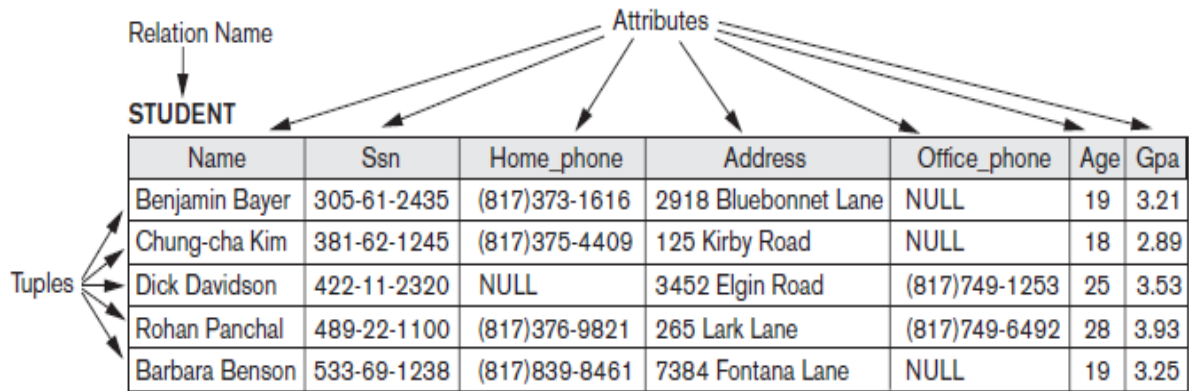 Attributes
Relation Name
STUDENT
Name Ssn Home_phone Address Office_phone Age Gpa
Benjamin Bayer 305-61-2435 (817)373-1616 2918 Bluebonnet Lane NULL 19 3.21
Chung-cha Kim 381-62-1245 (817)375-4409 125 Kirby Road NULL 18 2.89
Tuples Dick Davidson 422-11-2320 NULL 3452 Elgin Road (817)749-1253 25 3.53
Rohan Panchal 489-22-1100 (817)376-9821 265 Lark Lane (817)749-6492 28 3.93
Barbara Benson 533-69-1238 (817)839-8461 7384 Fontana Lane NULL 19 3.25